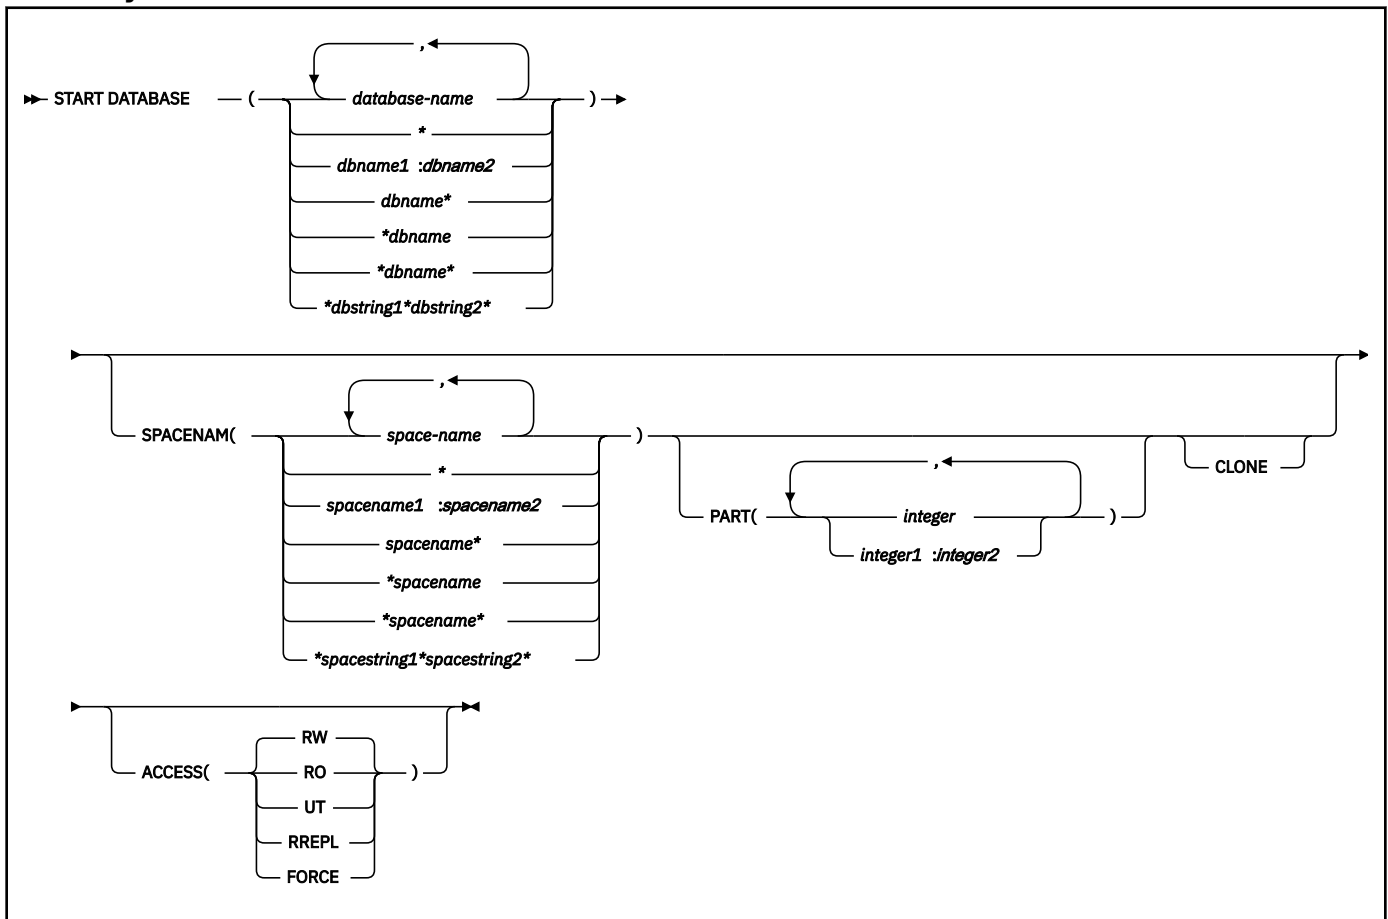 ,
START DATABASE ( database-name )
*
dbname1 :dbname2
dbname*
*dbname
*dbname*
*dbstring1*dbstring2*
,
SPACENAM( space-name )
*
CLONE
,
spacename1 :spacename2
PART( integer )
spacename*
integer1 :integer2
*spacename
*spacename*
*spacestring1*spacestring2*
RW
ACCESS( RO )
UT
RREPL
FORCE